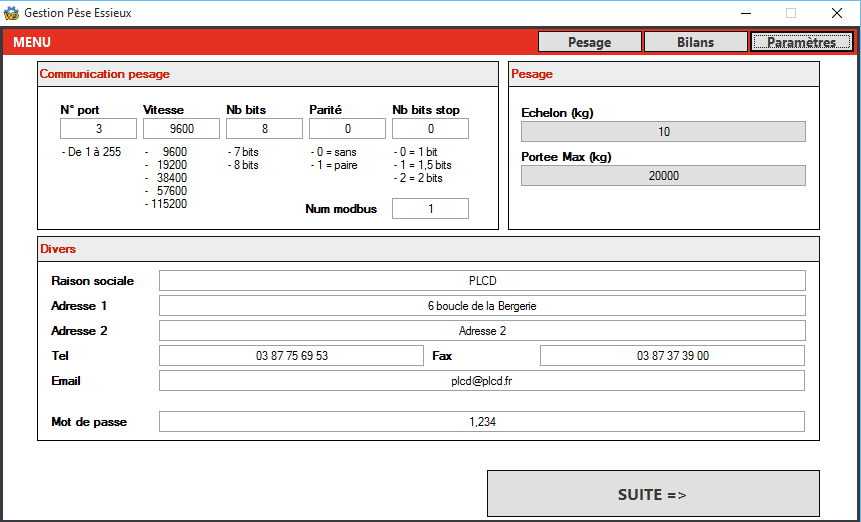 Gestion Pèse Essieux
MENU Pesage Bilans Paramètres
Communication pesage
N° port Vitesse Nb bits Parité Nb bits stop
3 9600 8 0 0
- De 1 à 255 - 9600 - 7 bits - 0 = sans - 0 = 1 bit
- 19200 - 8 bits - 1 = paire - 1 = 1,5 bits
- 38400 - 2 = 2 bits
- 57600
- 115200
Num modbus 1
Pesage
Echelon (kg)
10
Portee Max (kg)
20000
Divers
Raison sociale PLCD
Adresse 1 6 boucle de la Bergerie
Adresse 2 Adresse 2
Tel 03 87 75 69 53 Fax 03 87 37 39 00
Email plcd@plcd.fr
Mot de passe 1,234
SUITE =>